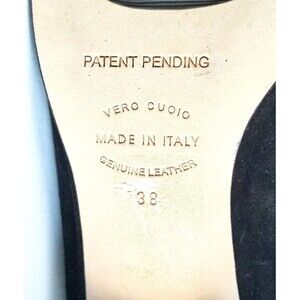 PATENT PENDING
VERO CUOIO
MADE IN ITALY
GENUINE LEATHER
38